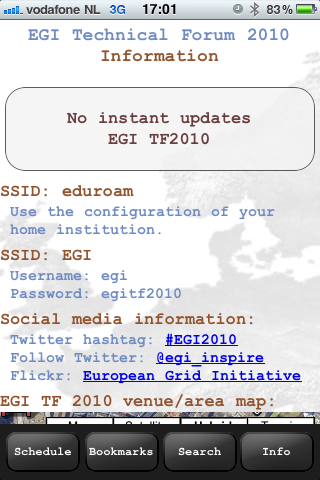 vodafone NL 3G 17:01 83%
EGI Technical Forum 2010
Information
No instant updates
EGI TF2010
SSID: eduroam
Use the configuration of your
home institution.
SSID: EGI
Username: egi
Password: egitf2010
Social media information:
Twitter hashtag: #EGI2010
Follow Twitter: @egi_inspire
Flickr: European Grid Initiative
EGI TF 2010 venue/area map:
Schedule Bookmarks Search Info